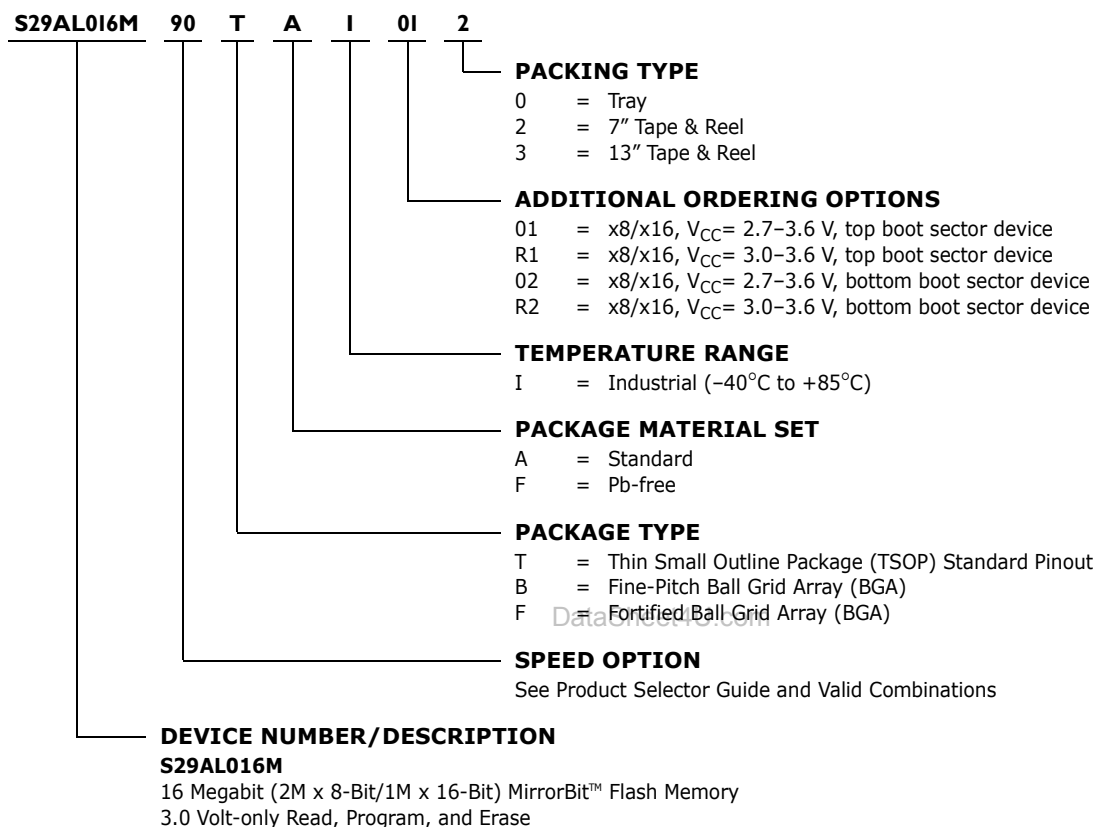 S29AL016M 90 T A I 01 2
PACKING TYPE
0 = Tray
2 = 7″ Tape & Reel
3 = 13″ Tape & Reel
ADDITIONAL ORDERING OPTIONS
01 = x8/x16, VCC= 2.7–3.6 V, top boot sector device
R1 = x8/x16, VCC= 3.0–3.6 V, top boot sector device
02 = x8/x16, VCC= 2.7–3.6 V, bottom boot sector device
R2 = x8/x16, VCC= 3.0–3.6 V, bottom boot sector device
TEMPERATURE RANGE
I = Industrial (–40°C to +85°C)
PACKAGE MATERIAL SET
A = Standard
F = Pb-free
PACKAGE TYPE
T = Thin Small Outline Package (TSOP) Standard Pinout
B = Fine-Pitch Ball Grid Array (BGA)
F = Fortified Ball Grid Array (BGA)
DataSheet4U.com
SPEED OPTION
See Product Selector Guide and Valid Combinations
DEVICE NUMBER/DESCRIPTION
S29AL016M
16 Megabit (2M x 8-Bit/1M x 16-Bit) MirrorBit™ Flash Memory
3.0 Volt-only Read, Program, and Erase